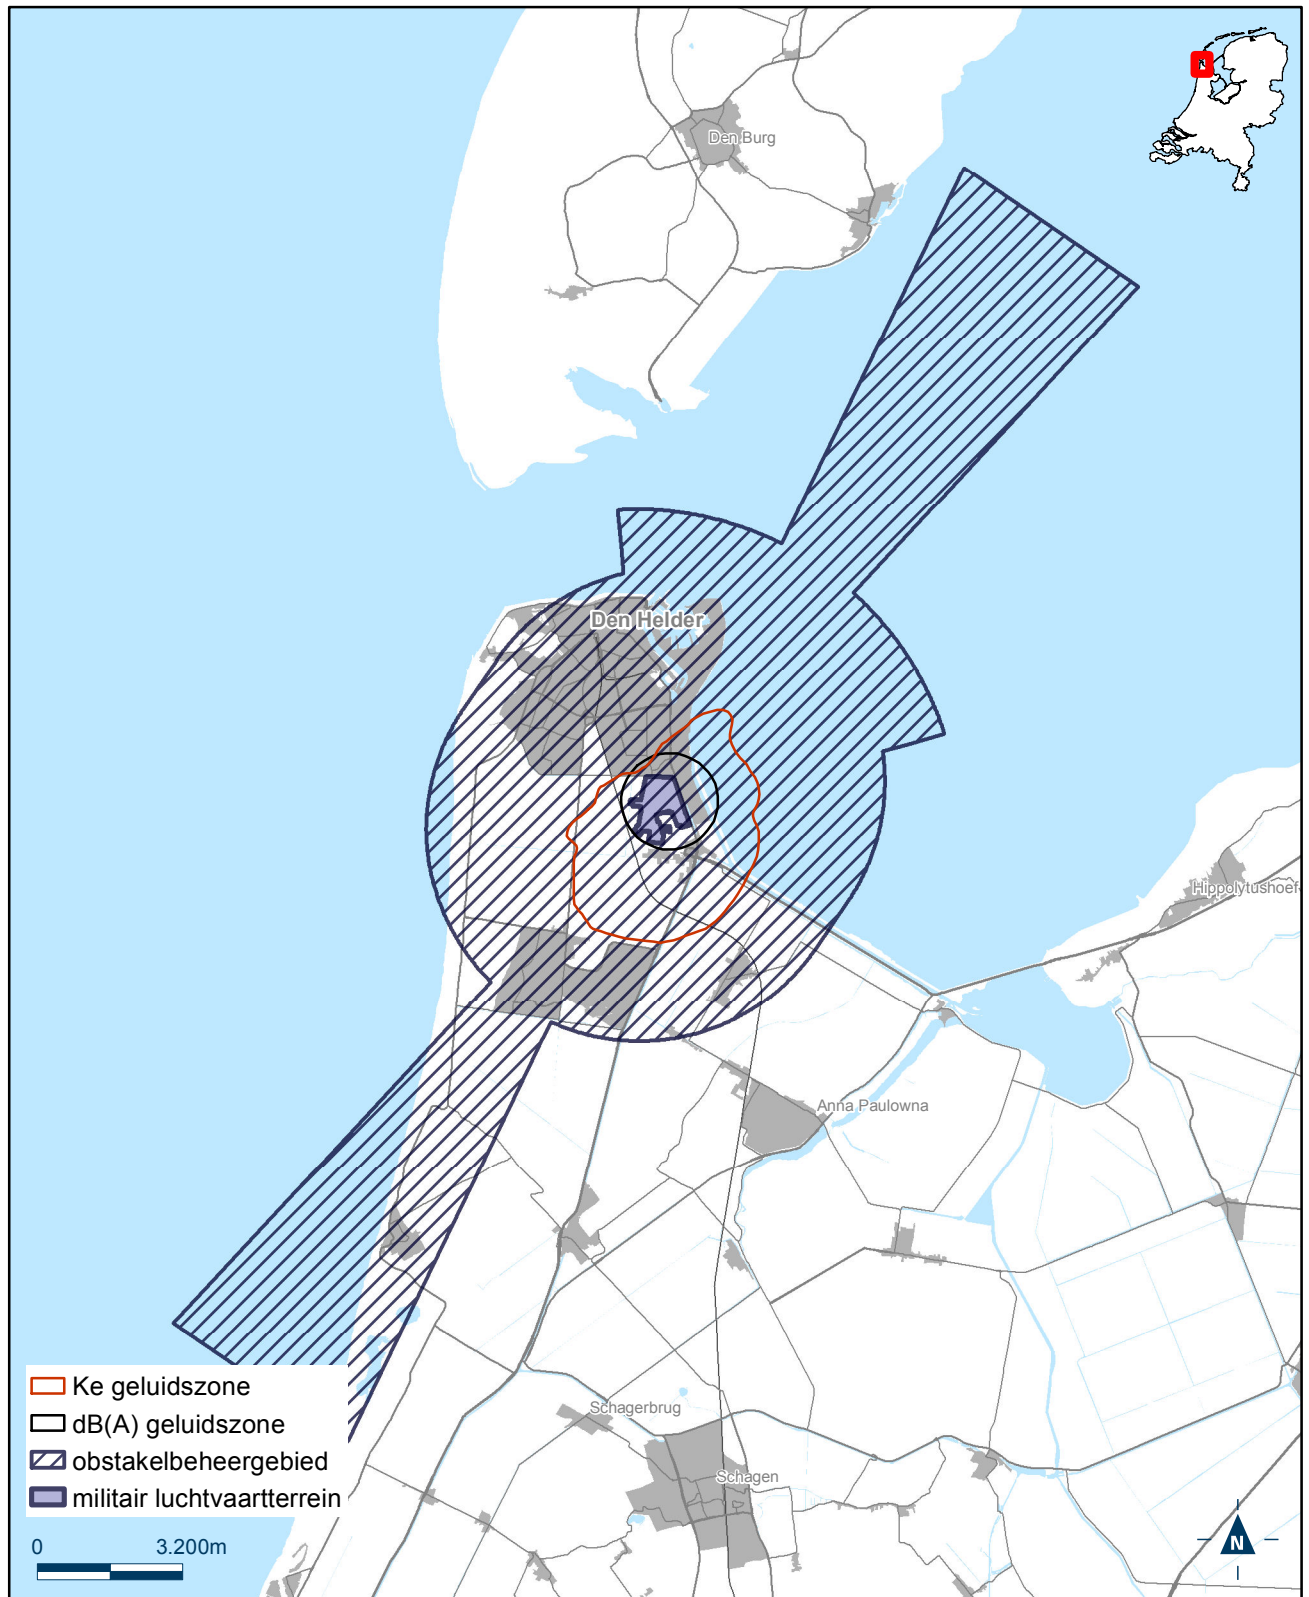 Den Burg
Den Helder
Hippolytushoef
Anna Paulowna
Schagerbrug
Schagen
Ke geluidszone
dB(A) geluidszone
obstakelbeheergebied
militair luchtvaartterrein
0 3.200m
N